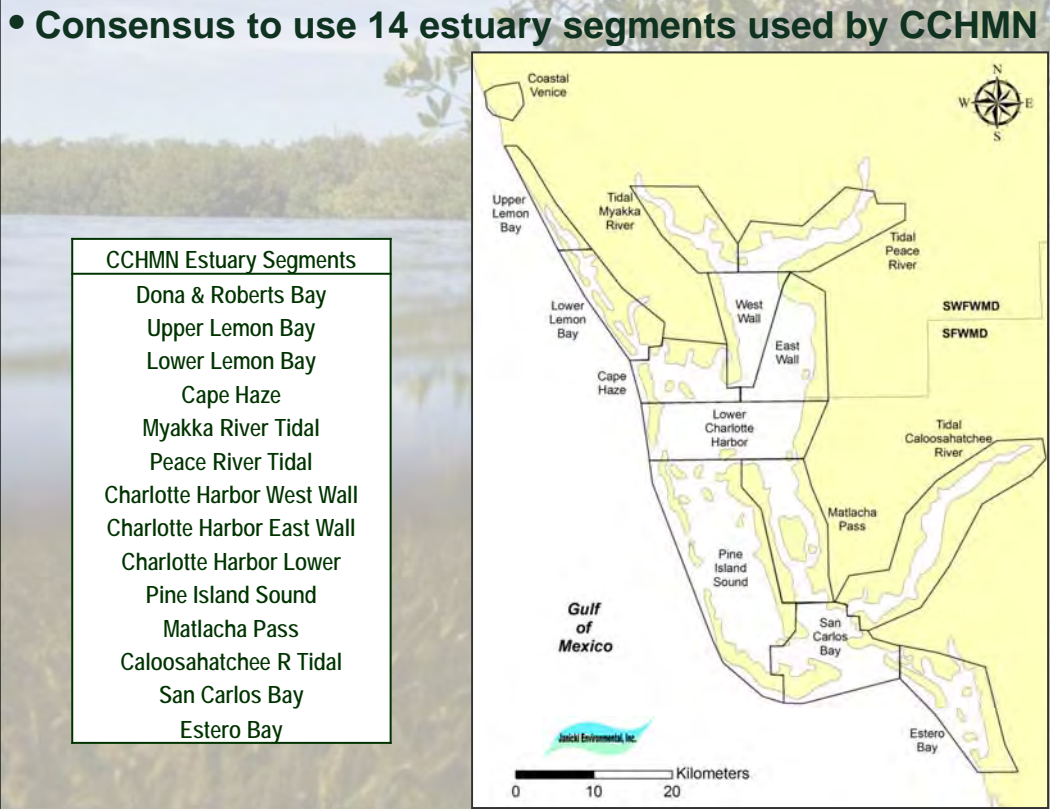 • Consensus to use 14 estuary segments used by CCHMN
CCHMN Estuary Segments
Dona & Roberts Bay
Upper Lemon Bay
Lower Lemon Bay
Cape Haze
Myakka River Tidal
Peace River Tidal
Charlotte Harbor West Wall
Charlotte Harbor East Wall
Charlotte Harbor Lower
Pine Island Sound
Matlacha Pass
Caloosahatchee R Tidal
San Carlos Bay
Estero Bay
Coastal
Venice
N
W
E
S
Upper
Lemon
Bay
Tidal
Myakka
River
Tidal
Peace
River
Lower
Lemon
Bay
West
Wall
East
Wall
SWFWMD
SFWMD
Cape
Haze
Lower
Charlotte
Harbor
Tidal
Caloosahatchee
River
Matlacha
Pass
Pine
Island
Sound
Gulf
of
Mexico
San
Carlos
Bay
Estero
Bay
Janicki Environmental, Inc.
Kilometers
0 10 20